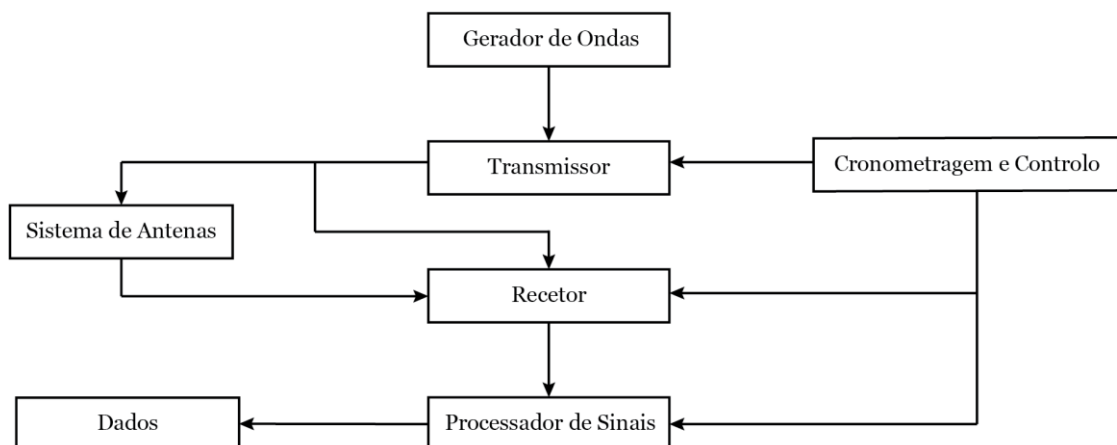 Gerador de Ondas
Transmissor
Cronometragem e Controlo
Sistema de Antenas
Recetor
Dados
Processador de Sinais